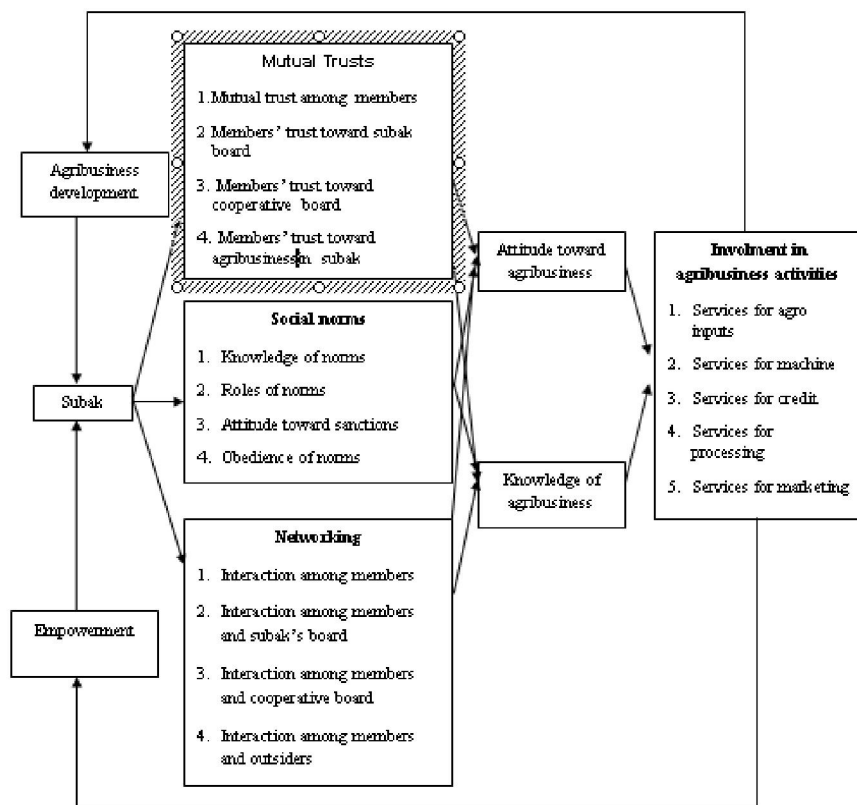 Mutual Trusts
1.Mutual trust among members
2 Members' trust toward subak
board
3. Members' trust toward
cooperative board
4. Members' trust toward
agribusiness in subak
Agribusiness
development
Subak
Empowerment
Social norms
1. Knowledge of norms
2. Roles of norms
3. Attitude toward sanctions
4. Obedience of norms
Networking
1. Interaction among members
2. Interaction among members
and subak's board
3. Interaction among members
and cooperative board
4. Interaction among members
and outsiders
Attitude toward
agribusiness
Knowledge of
agribusiness
Involment in
agribusiness activities
1. Services for agro
inputs
2. Services for machine
3. Services for credit
4. Services for
processing
5. Services for marketing